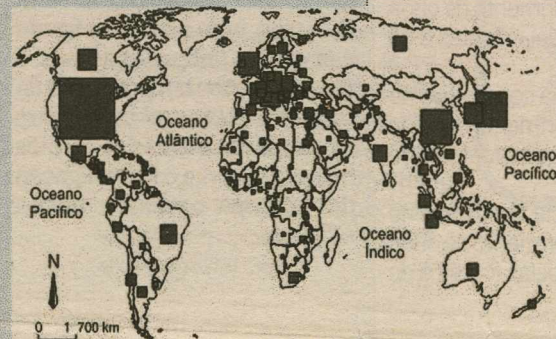 Oceano
Atlântico
Oceano
Pacífico
Oceano
Pacífico
Oceano
Índico
N
0 1 700 km